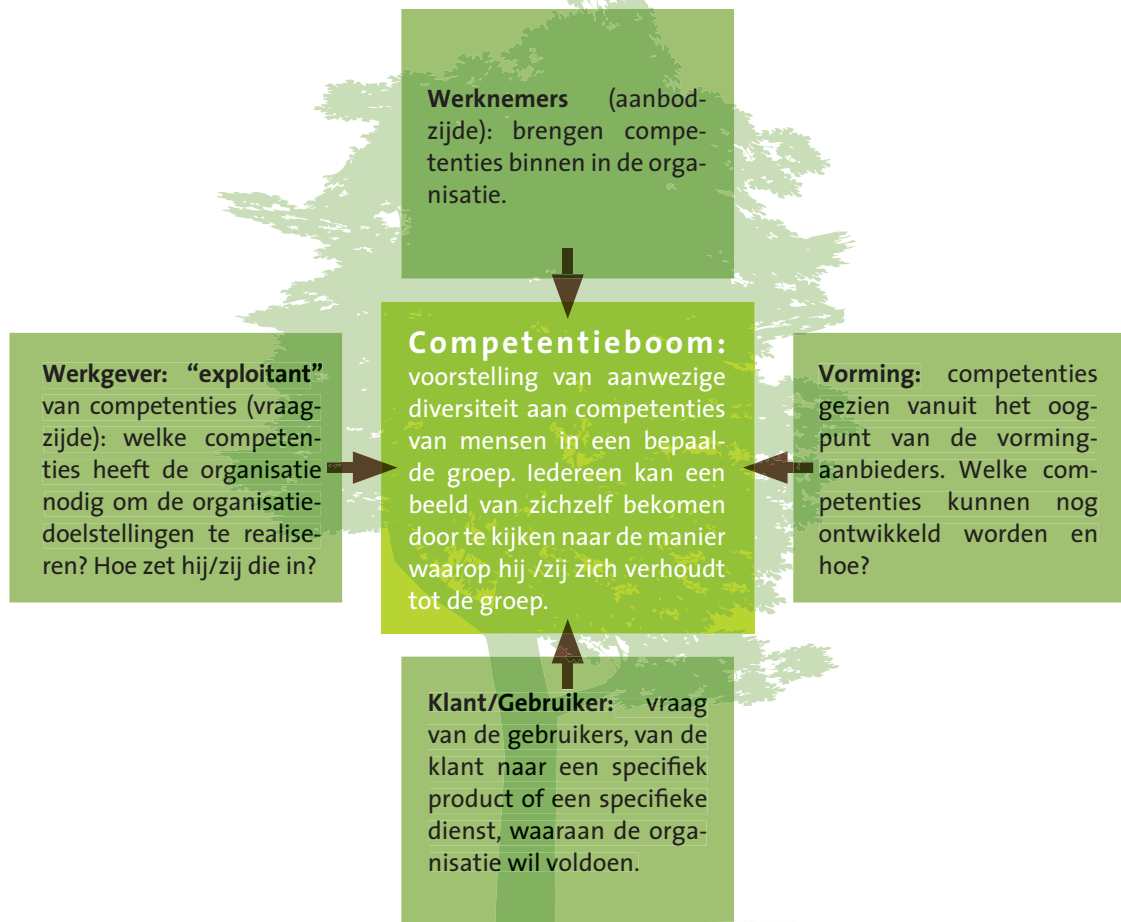 Werknemers (aanbod-
zijde): brengen compe-
tenties binnen in de orga-
nisatie.
Werkgever: “exploitant”
van competenties (vraag-
zijde): welke competen-
ties heeft de organisatie
nodig om de organisatie-
doelstellingen te realise-
ren? Hoe zet hij/zij die in?
Competentieboom:
voorstelling van aanwezige
diversiteit aan competenties
van mensen in een bepaal-
de groep. Iedereen kan een
beeld van zichzelf bekomen
door te kijken naar de manier
waarop hij /zij zich verhoudt
tot de groep.
Vorming: competenties
gezien vanuit het oog-
punt van de vorming-
aanbieders. Welke com-
petenties kunnen nog
ontwikkeld worden en
hoe?
Klant/Gebruiker: vraag
van de gebruikers, van de
klant naar een specifiek
product of een specifieke
dienst, waaraan de orga-
nisatie wil voldoen.